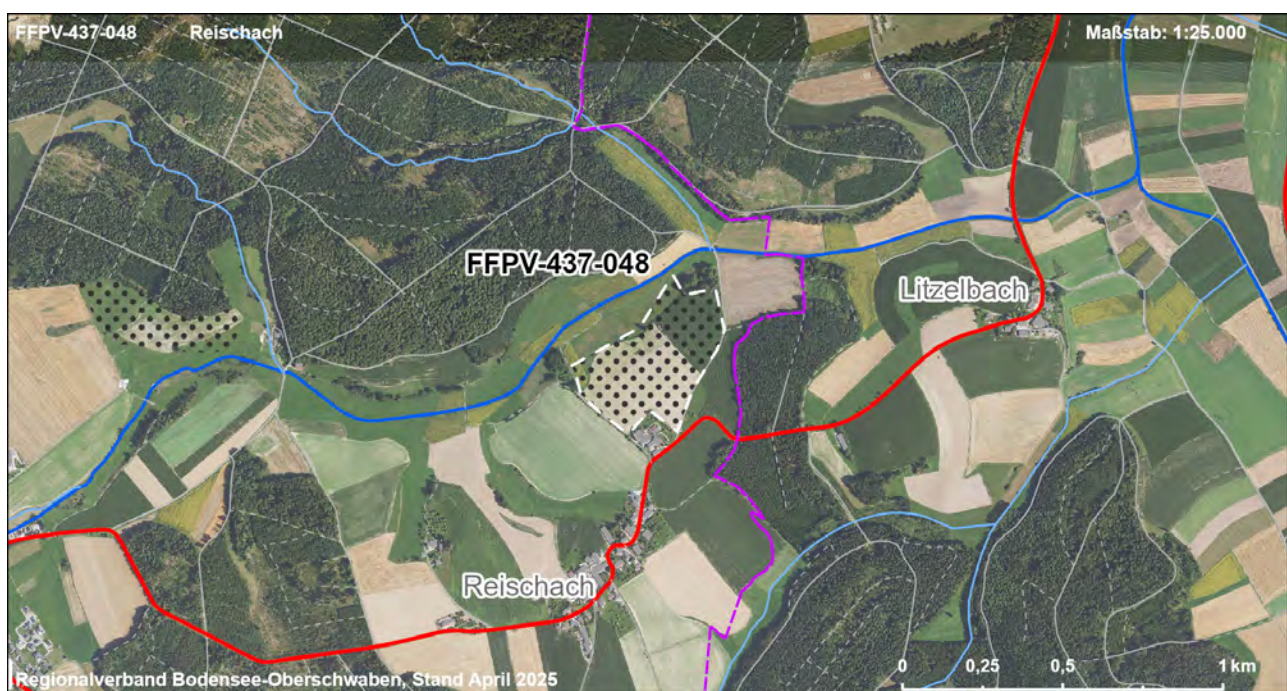 FFPV-437-048 Reischach Maßstab: 1:25.000
FFPV-437-048
Litzelbach
Reischach
0 0,25 0,5 1 km
Regionalverband Bodensee-Oberschwaben, Stand April 2025